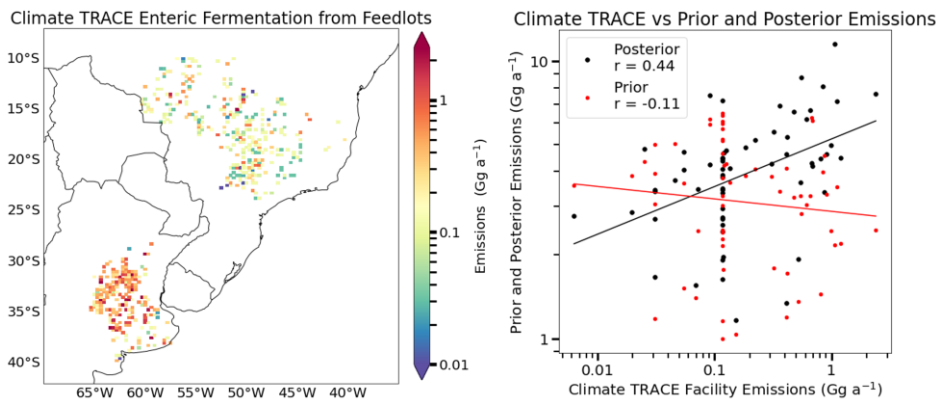 Climate TRACE Enteric Fermentation from Feedlots
10°S
15°S
20°S
25°S
30°S
35°S
40°S
65°W 60°W 55°W 50°W 45°W 40°W
1
0.1
0.01
Emissions (Gg a⁻¹)
Climate TRACE vs Prior and Posterior Emissions
Posterior
r = 0.44
Prior
r = -0.11
10
1
Prior and Posterior Emissions (Gg a⁻¹)
0.01 0.1 1
Climate TRACE Facility Emissions (Gg a⁻¹)